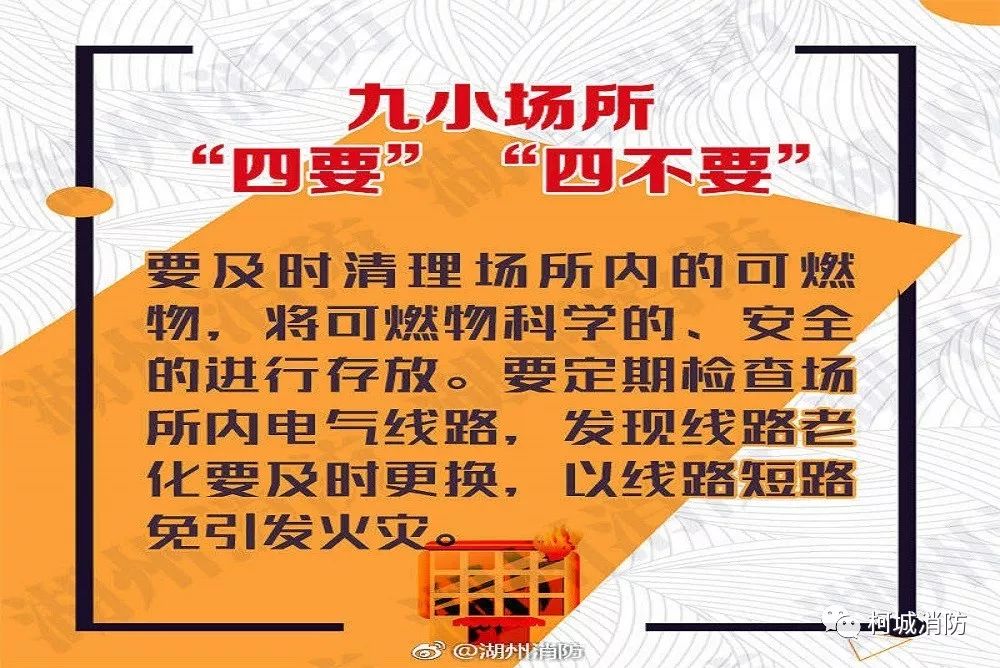 九小场所
“四要” “四不要”
要及时清理场所内的可燃
物，将可燃物科学的、安全
的进行存放。要定期检查场
所内电气线路，发现线路老
化要及时更换，以线路短路
免引发火灾。
@湖州消防
柯城消防
湖州消防